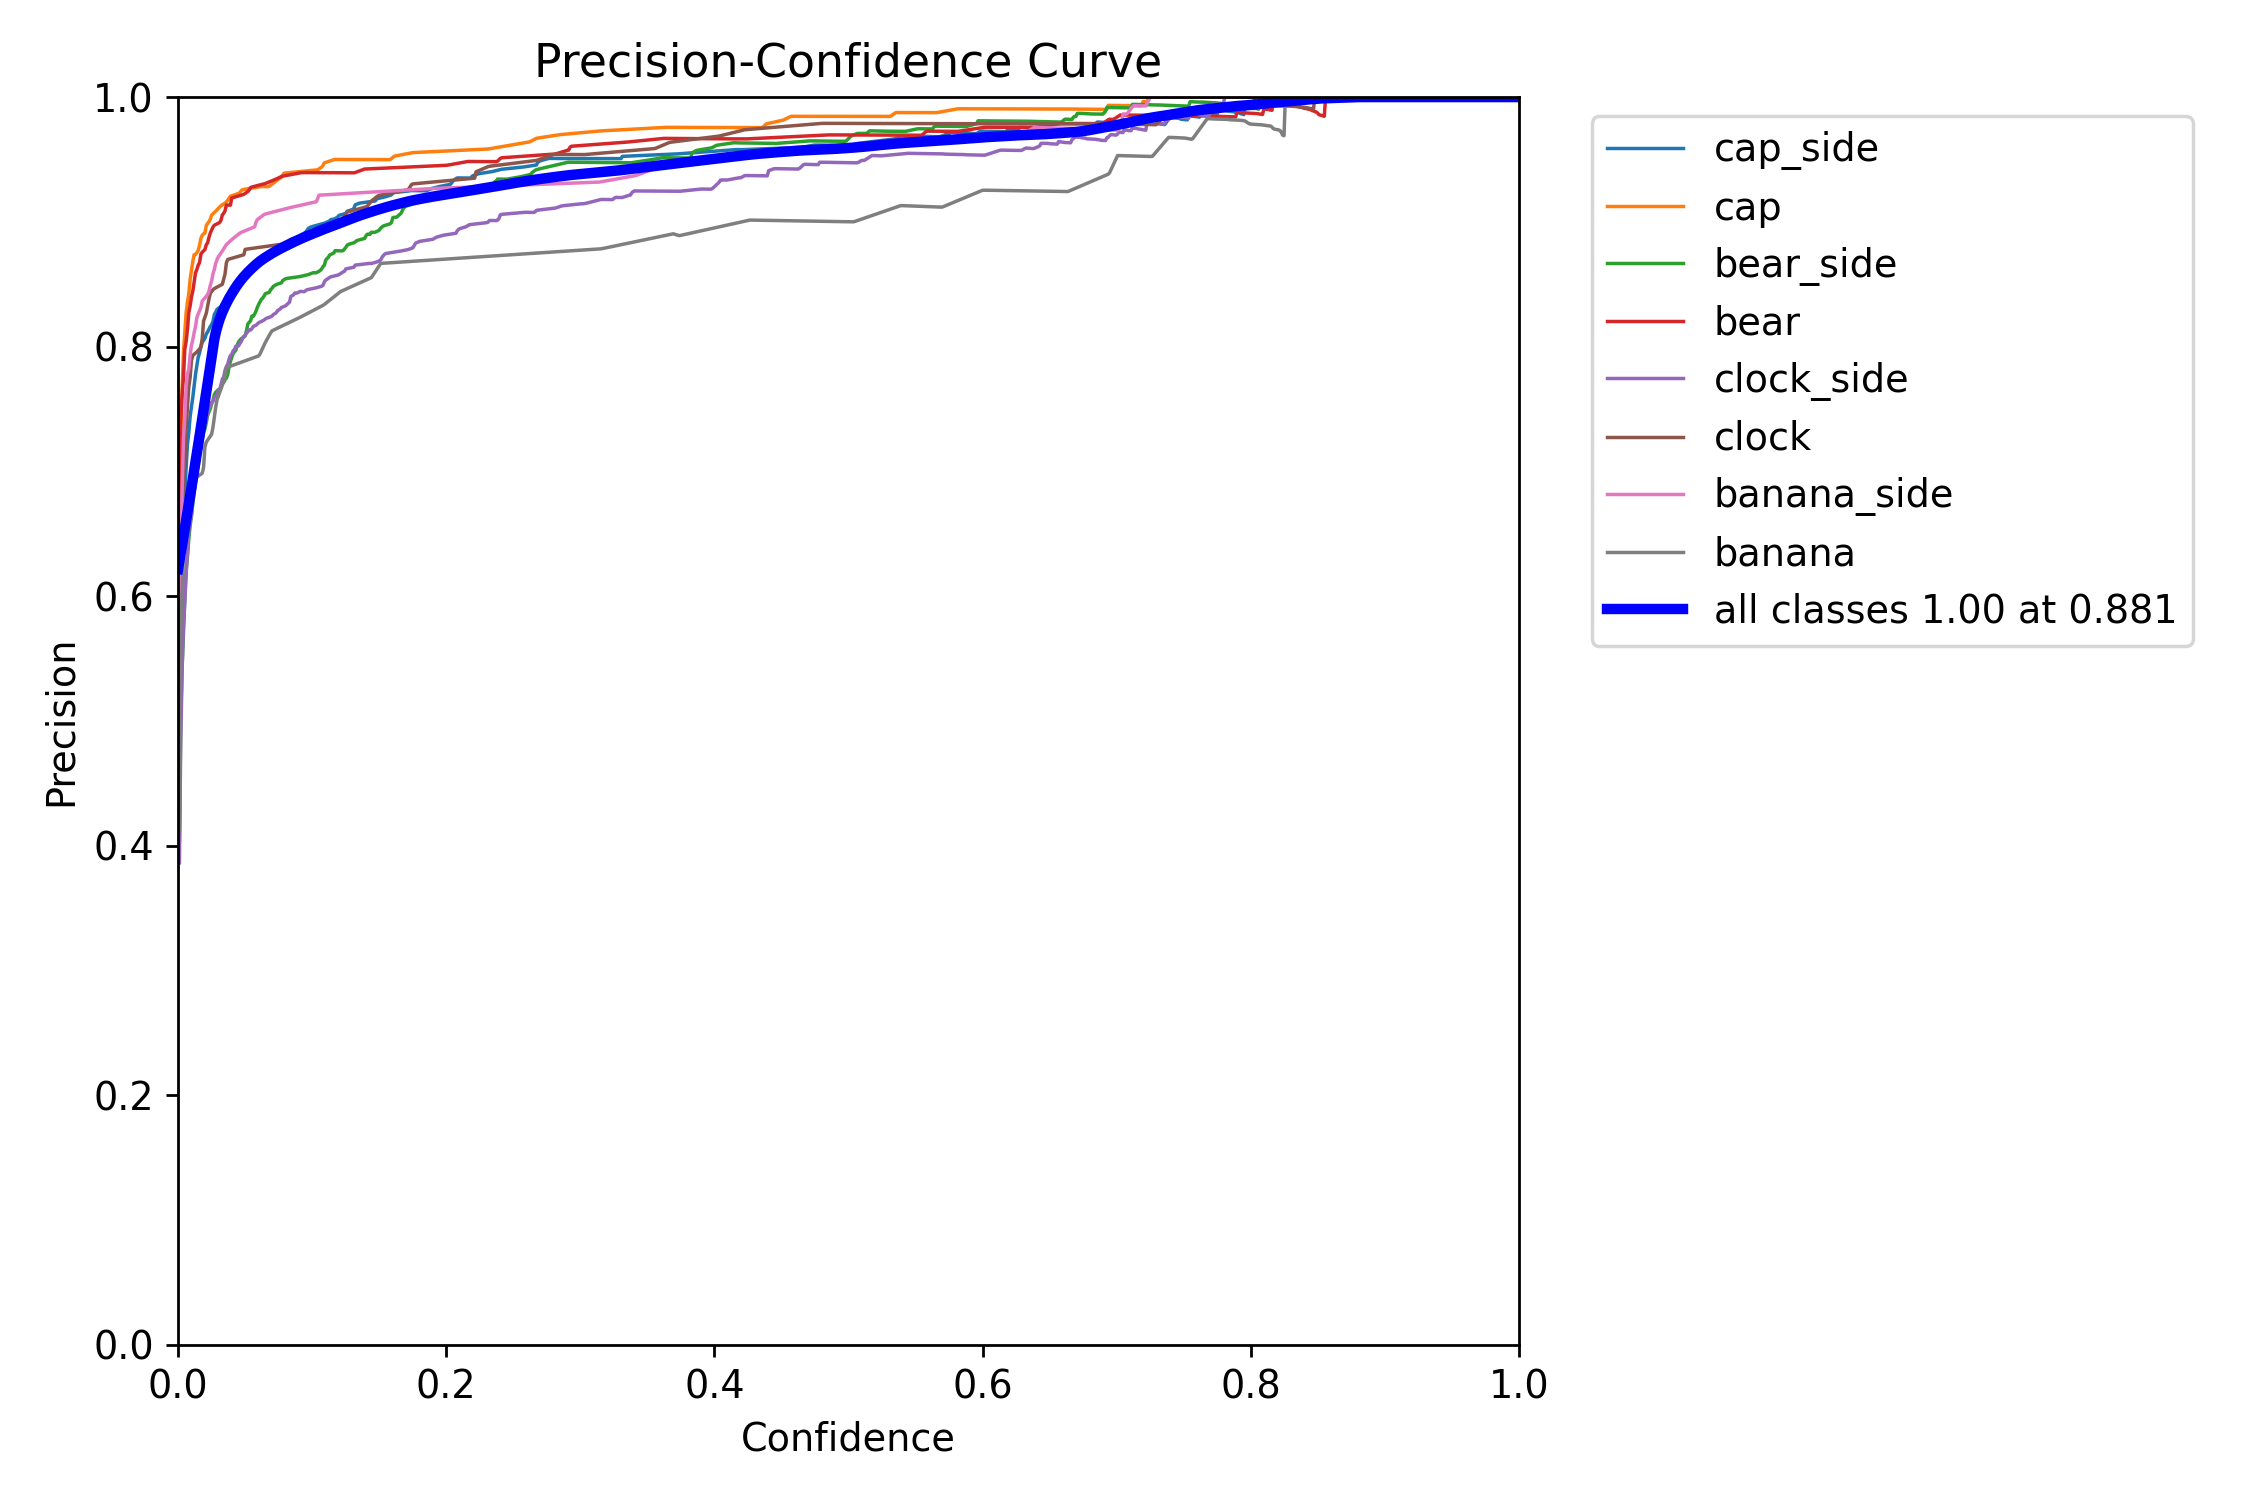 Precision-Confidence Curve
1.0
0.8
0.6
0.4
0.2
0.0
Precision
0.0 0.2 0.4 0.6 0.8 1.0
Confidence
cap_side
cap
bear_side
bear
clock_side
clock
banana_side
banana
all classes 1.00 at 0.881